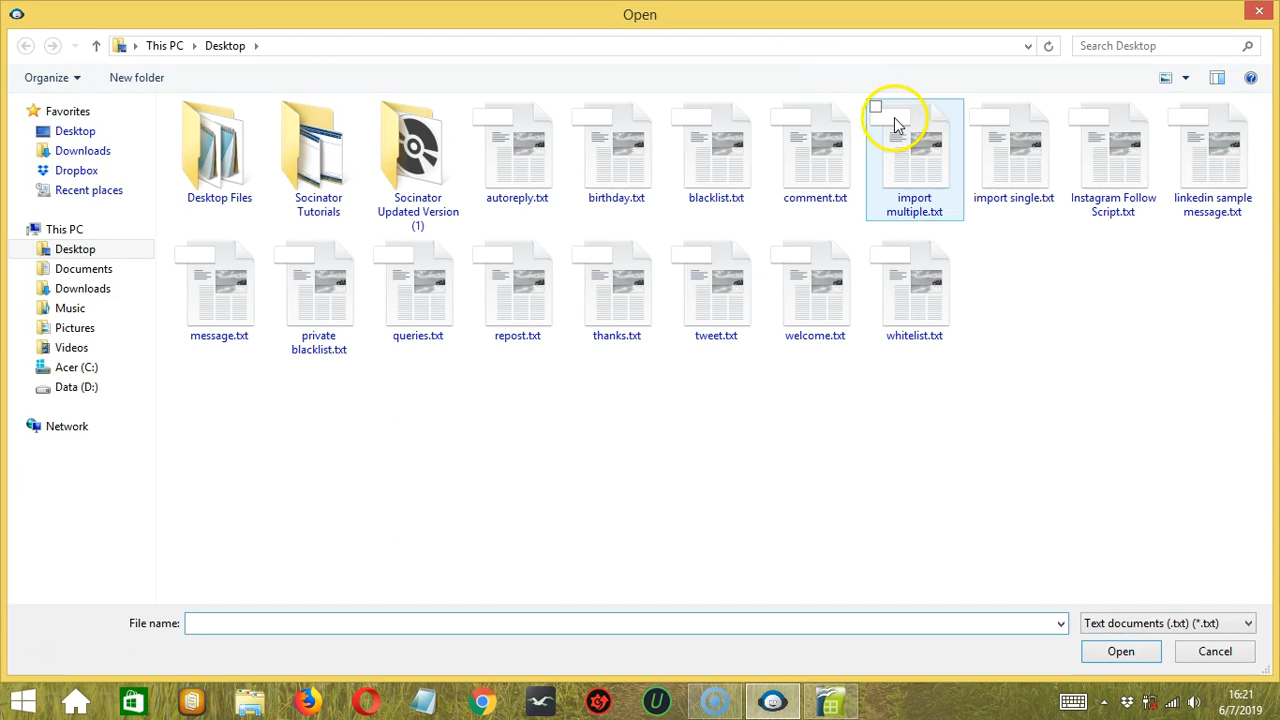 Open
This PC
Desktop
Search Desktop
Organize
New folder
Favorites
Desktop
Downloads
Dropbox
Recent places
This PC
Desktop
Documents
Downloads
Music
Pictures
Videos
Acer (C:)
Data (D:)
Network
Desktop Files
Socinator
Tutorials
Socinator
Updated Version
(1)
autoreply.txt
birthday.txt
blacklist.txt
comment.txt
import
multiple.txt
import single.txt
Instagram Follow
Script.txt
linkedin sample
message.txt
message.txt
private
blacklist.txt
queries.txt
repost.txt
thanks.txt
tweet.txt
welcome.txt
whitelist.txt
File name:
Text documents (.txt) (*.txt)
Open
Cancel
16:21
6/7/2019